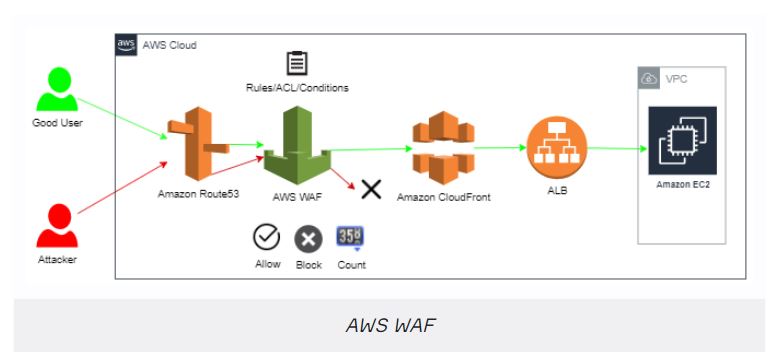 aws
AWS Cloud
Rules/ACL/Conditions
VPC
Good User
Amazon Route53
AWS WAF
Amazon CloudFront
ALB
Amazon EC2
Attacker
358
Allow
Block
Count
AWS WAF